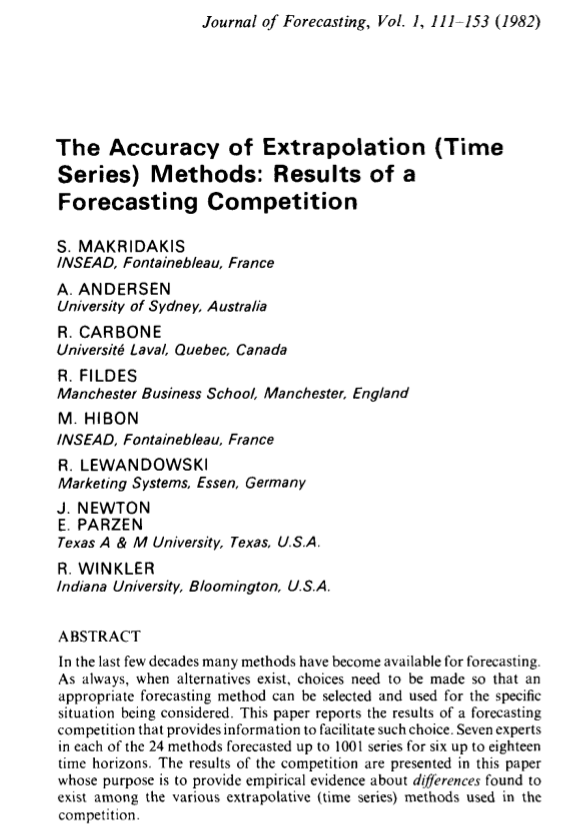 Journal of Forecasting, Vol. 1, 111–153 (1982)
The Accuracy of Extrapolation (Time
Series) Methods: Results of a
Forecasting Competition
S. MAKRIDAKIS
INSEAD, Fontainebleau, France
A. ANDERSEN
University of Sydney, Australia
R. CARBONE
Université Laval, Quebec, Canada
R. FILDES
Manchester Business School, Manchester, England
M. HIBON
INSEAD, Fontainebleau, France
R. LEWANDOWSKI
Marketing Systems, Essen, Germany
J. NEWTON
E. PARZEN
Texas A & M University, Texas, U.S.A.
R. WINKLER
Indiana University, Bloomington, U.S.A.
ABSTRACT
In the last few decades many methods have become available for forecasting.
As always, when alternatives exist, choices need to be made so that an
appropriate forecasting method can be selected and used for the specific
situation being considered. This paper reports the results of a forecasting
competition that provides information to facilitate such choice. Seven experts
in each of the 24 methods forecasted up to 1001 series for six up to eighteen
time horizons. The results of the competition are presented in this paper
whose purpose is to provide empirical evidence about differences found to
exist among the various extrapolative (time series) methods used in the
competition.